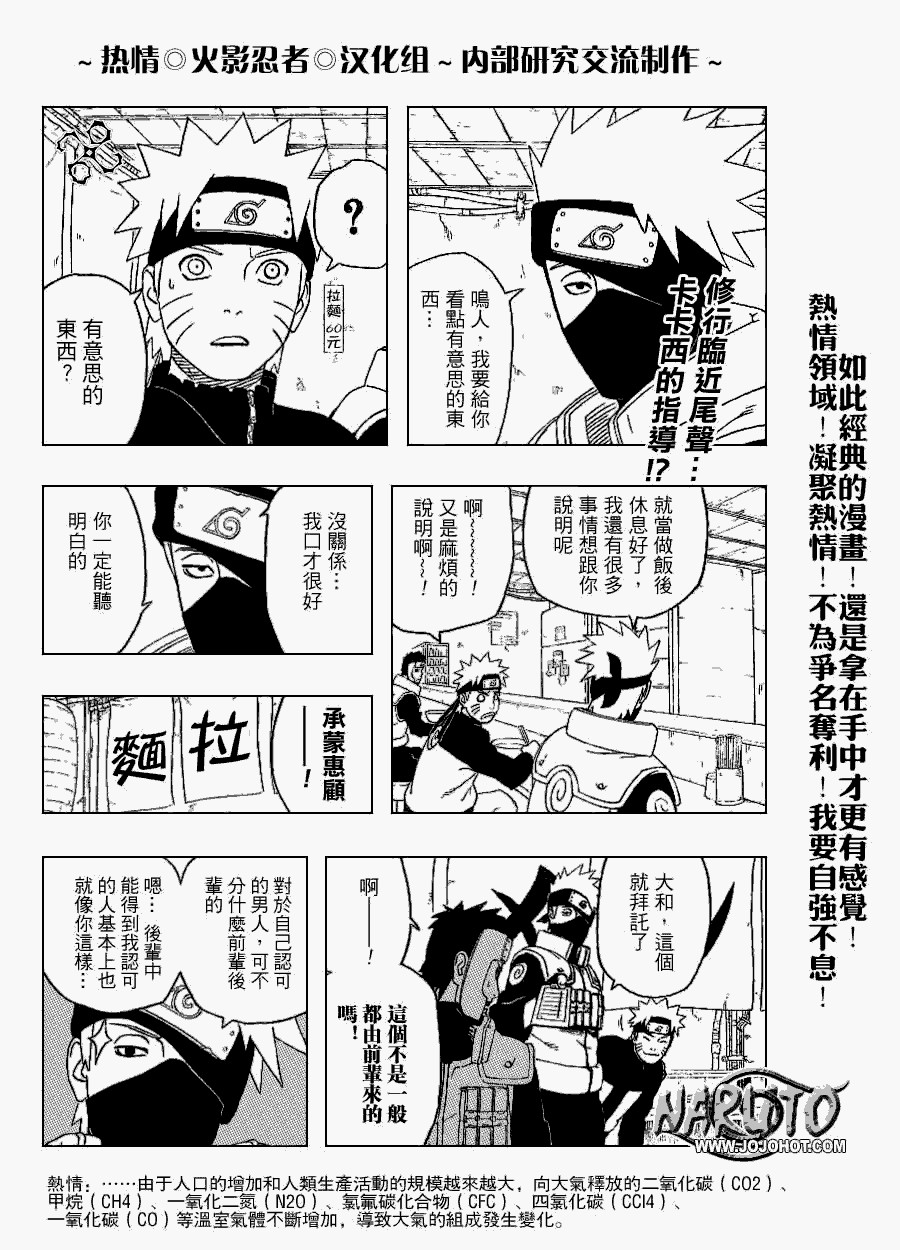 ~热情◎火影忍者◎汉化组~内部研究交流制作~
如此經典的漫畫！還是拿在手中才更有感覺！
熱情領域！凝聚熱情！不為爭名奪利！我要自強不息！
鳴人，我要給你
看點有意思的東
西…
修行臨近尾聲…
卡卡西的指導!?
？
拉麵60元
有意思的
東西？
就當做飯後
休息好了，
我還有很多
事情想跟你
說明呢
啊~~~~~~！
又是麻煩的
說明啊~！
沒關係…
我口才很好
你一定能聽
明白的
承蒙惠顧
——！
拉
麵
大和，這個
就拜託了
啊——！
這個不是一般
都由前輩來的
嗎！
對於自己認可
的男人，可不
分什麼前輩後
輩的
嗯… 後輩中
能得到我認可
的人基本上也
就像你這樣…
NARUTO
WWW.JOJOHOT.COM
熱情：……由于人口的增加和人類生產活動的規模越來越大，向大氣釋放的二氧化碳（CO2）、
甲烷（CH4）、一氧化二氮（N2O）、氯氟碳化合物（CFC）、四氯化碳（CCl4）、
一氧化碳（CO）等溫室氣體不斷增加，導致大氣的組成發生變化。